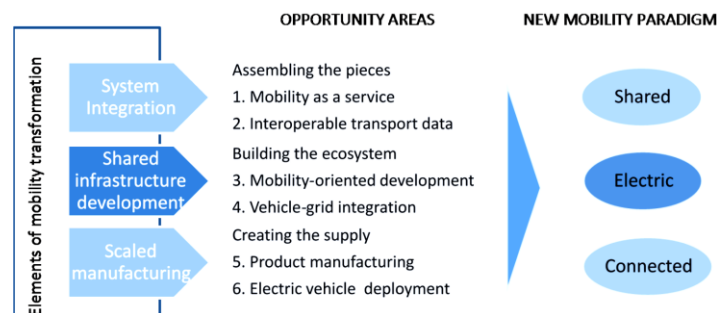 OPPORTUNITY AREAS
NEW MOBILITY PARADIGM
Elements of mobility transformation
System
Integration
Assembling the pieces
1. Mobility as a service
2. Interoperable transport data
Shared
infrastructure
development
Building the ecosystem
3. Mobility-oriented development
4. Vehicle-grid integration
Scaled
manufacturing
Creating the supply
5. Product manufacturing
6. Electric vehicle deployment
Shared
Electric
Connected